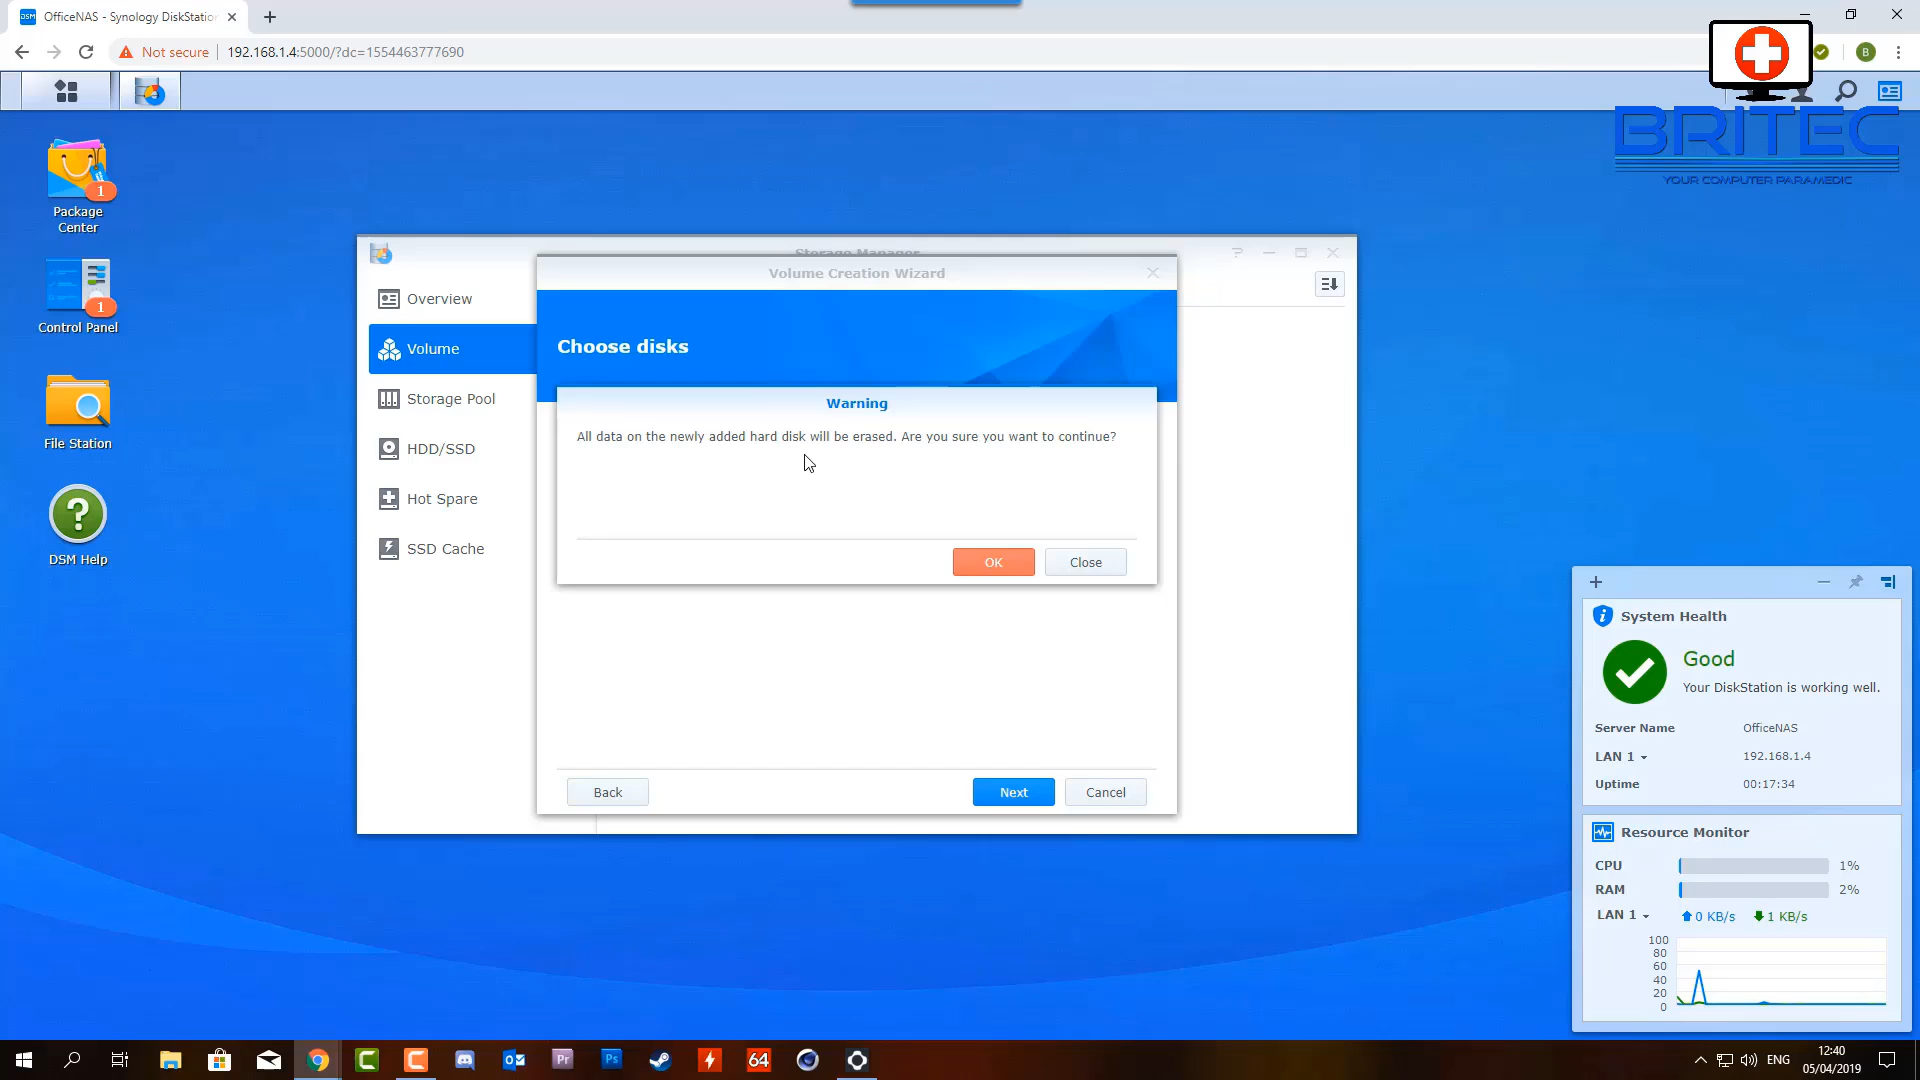 OfficeNAS - Synology DiskStation
Not secure
192.168.1.4:5000/?dc=1554463777690
B
BRITEC
YOUR COMPUTER PARAMEDIC
1
Package
Center
1
Control Panel
File Station
DSM Help
Storage Manager
Overview
Volume
Storage Pool
HDD/SSD
Hot Spare
SSD Cache
Volume Creation Wizard
Choose disks
Warning
All data on the newly added hard disk will be erased. Are you sure you want to continue?
OK
Close
Back
Next
Cancel
System Health
Good
Your DiskStation is working well.
Server Name OfficeNAS
LAN 1 192.168.1.4
Uptime 00:17:34
Resource Monitor
CPU 1%
RAM 2%
LAN 1 0 KB/s 1 KB/s
100
80
60
40
20
0
Pr
Ps
64
ENG
12:40
05/04/2019